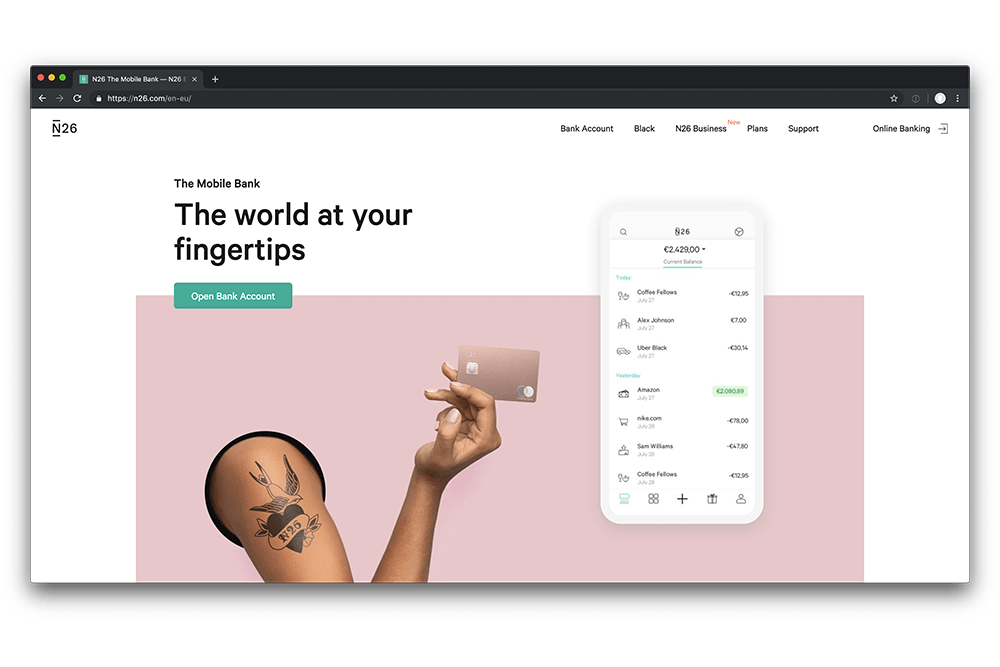 N26 The Mobile Bank — N26
https://n26.com/en-eu/
N26
Bank Account
Black
N26 Business
New
Plans
Support
Online Banking
The Mobile Bank
The world at your
fingertips
Open Bank Account
N26
€2,429,00
Current Balance
Today
Coffee Fellows -€12,95
July 27
Alex Johnson €7,00
July 27
Uber Black -€30,14
July 27
Yesterday
Amazon €2.080,89
July 27
nike.com -€78,00
July 26
Sam Williams -€47,80
July 26
Coffee Fellows -€12,95
July 26
N26